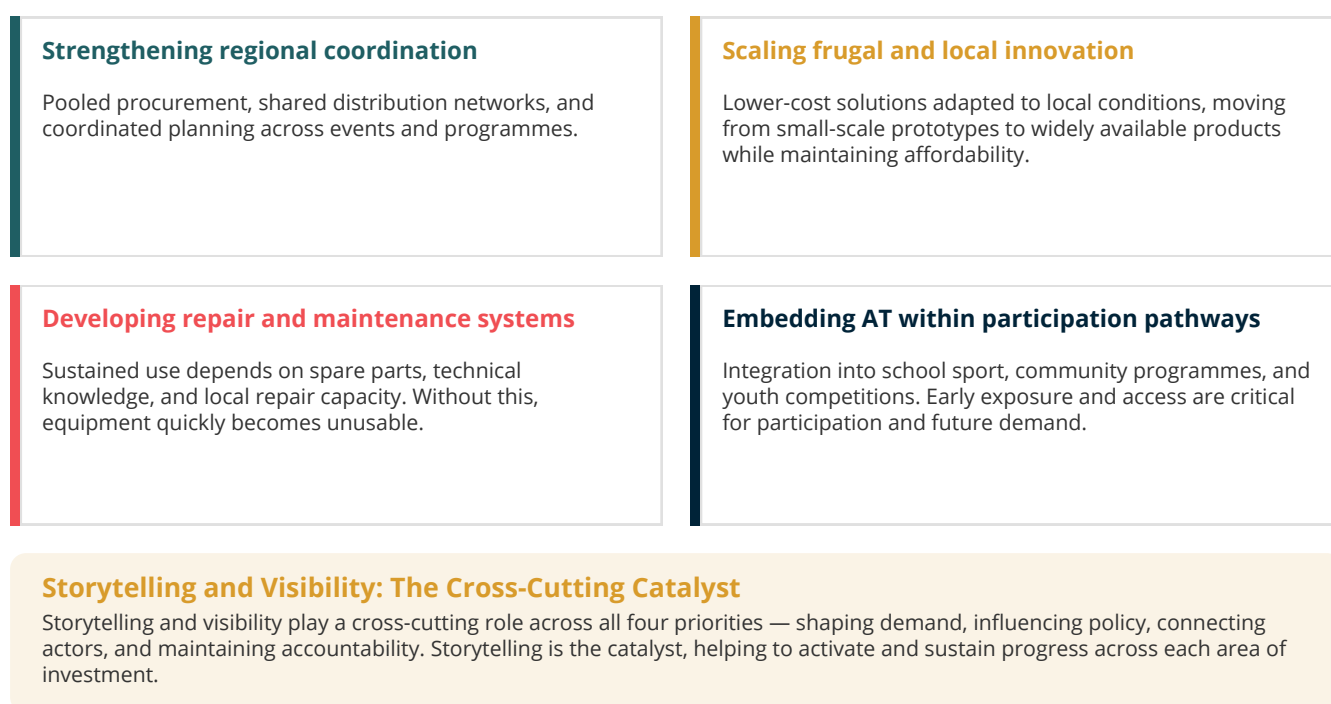 Strengthening regional coordination
Pooled procurement, shared distribution networks, and
coordinated planning across events and programmes.
Scaling frugal and local innovation
Lower-cost solutions adapted to local conditions, moving
from small-scale prototypes to widely available products
while maintaining affordability.
Developing repair and maintenance systems
Sustained use depends on spare parts, technical
knowledge, and local repair capacity. Without this,
equipment quickly becomes unusable.
Embedding AT within participation pathways
Integration into school sport, community programmes, and
youth competitions. Early exposure and access are critical
for participation and future demand.
Storytelling and Visibility: The Cross-Cutting Catalyst
Storytelling and visibility play a cross-cutting role across all four priorities — shaping demand, influencing policy, connecting
actors, and maintaining accountability. Storytelling is the catalyst, helping to activate and sustain progress across each area of
investment.